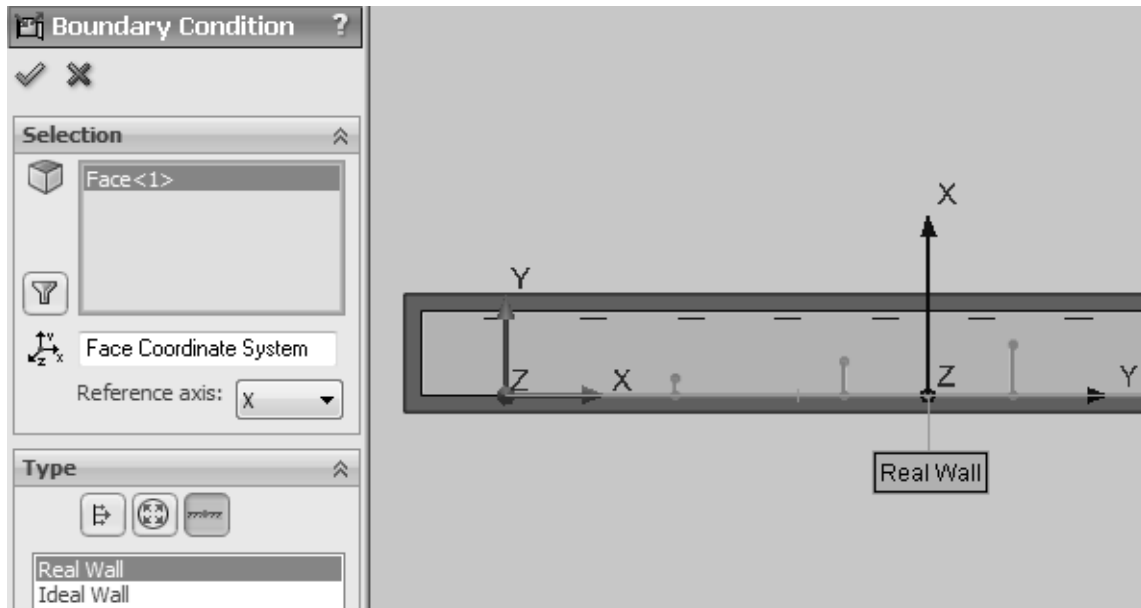 Boundary Condition ?
Selection
Face<1>
Face Coordinate System
Reference axis: X
Type
Real Wall
Ideal Wall
Y
Z
X
X
Z
Y
Real Wall